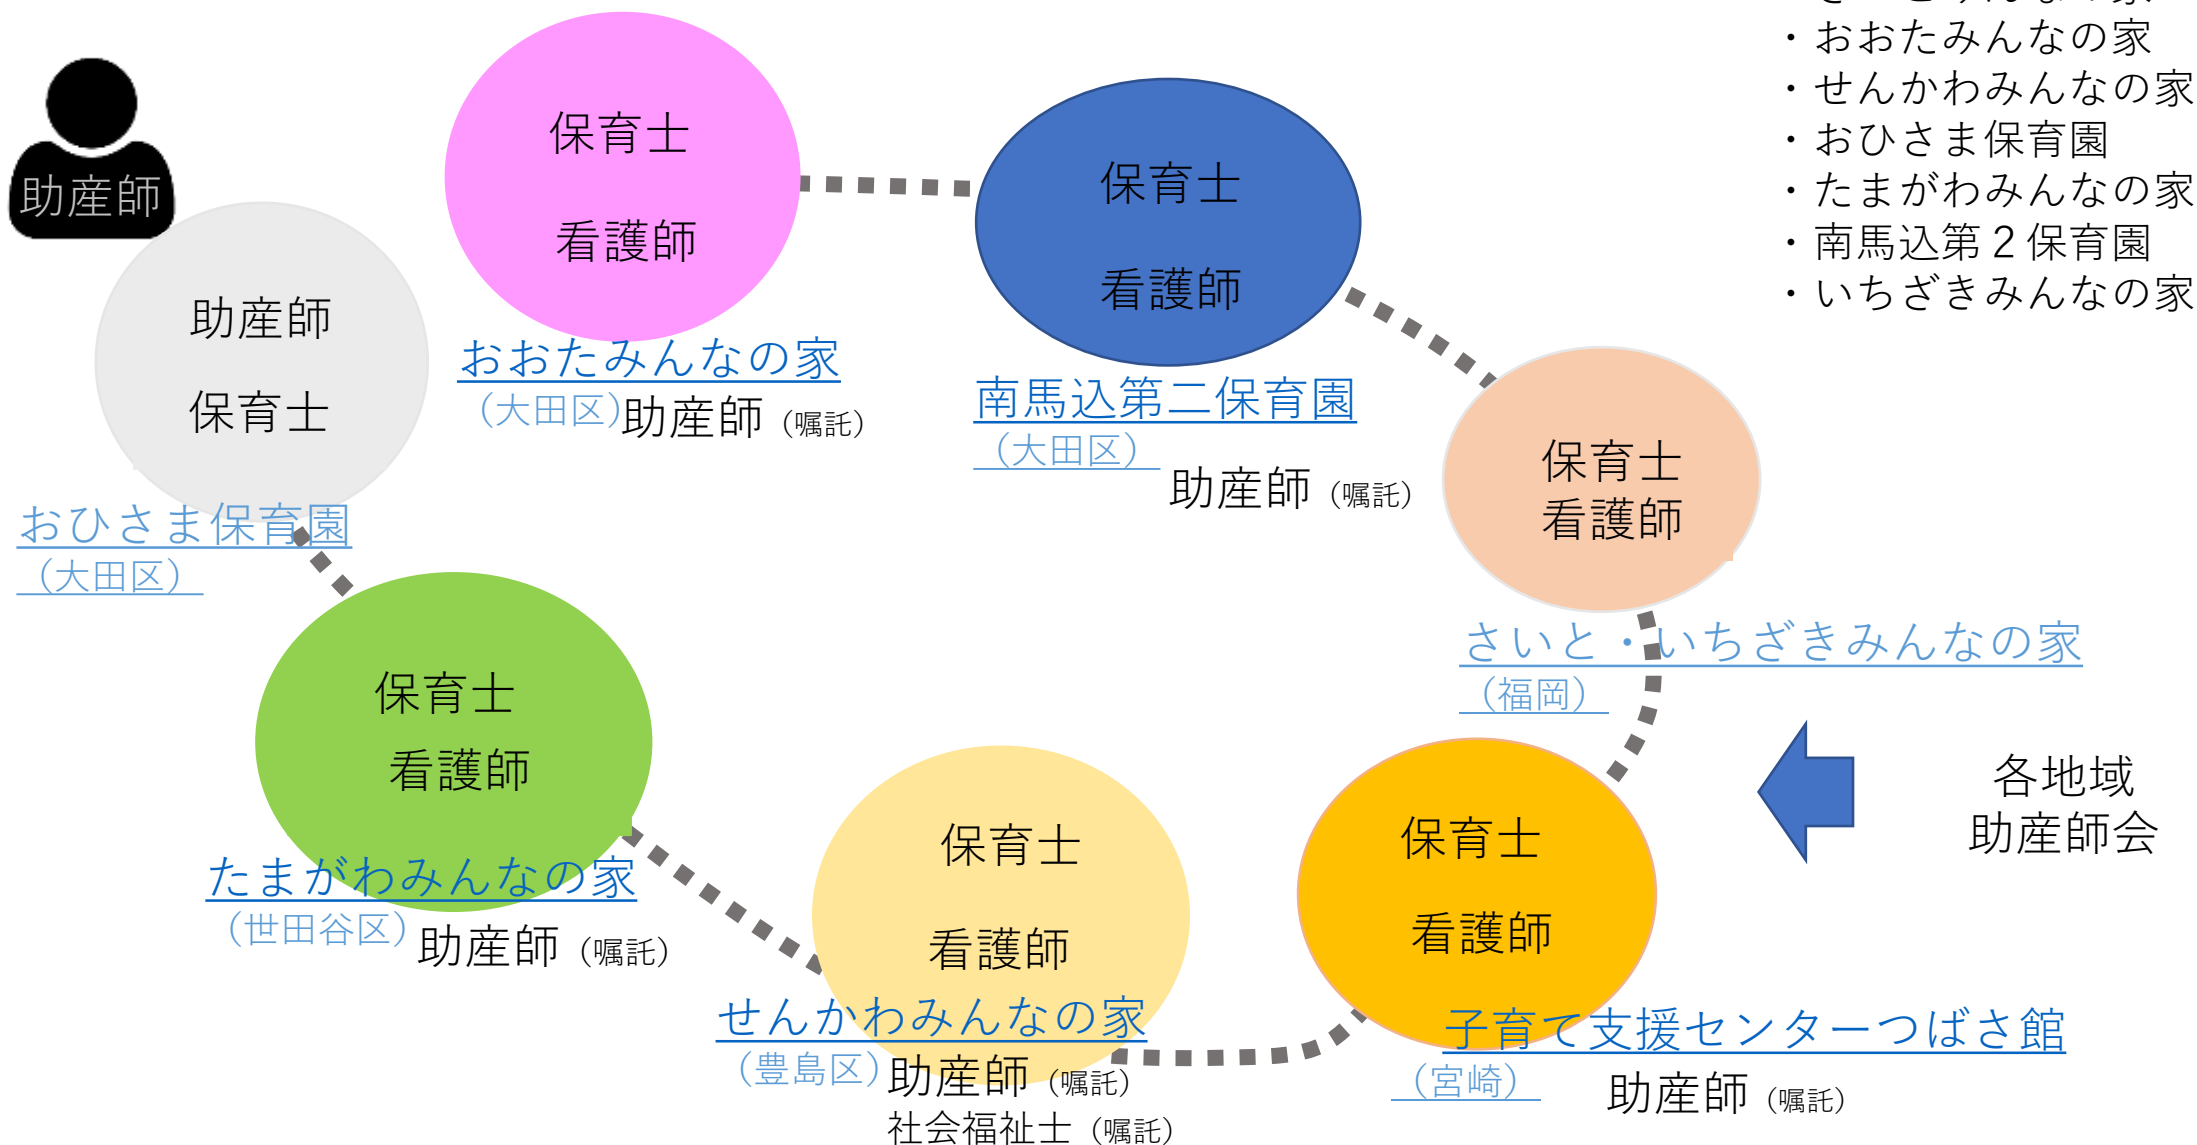 ・おおたみんなの家
・せんかわみんなの家
・おひさま保育園
・たまがわみんなの家
・南馬込第2保育園
・いちざきみんなの家
助産師
保育士
看護師
おおたみんなの家
（大田区）
助産師（嘱託）
保育士
看護師
南馬込第二保育園
（大田区）
助産師（嘱託）
助産師
保育士
おひさま保育園
（大田区）
保育士
看護師
さいと・いちざきみんなの家
（福岡）
保育士
看護師
たまがわみんなの家
（世田谷区）
助産師（嘱託）
保育士
看護師
せんかわみんなの家
（豊島区）
助産師（嘱託）
社会福祉士（嘱託）
保育士
看護師
子育て支援センターつばさ館
（宮崎）
助産師（嘱託）
各地域
助産師会